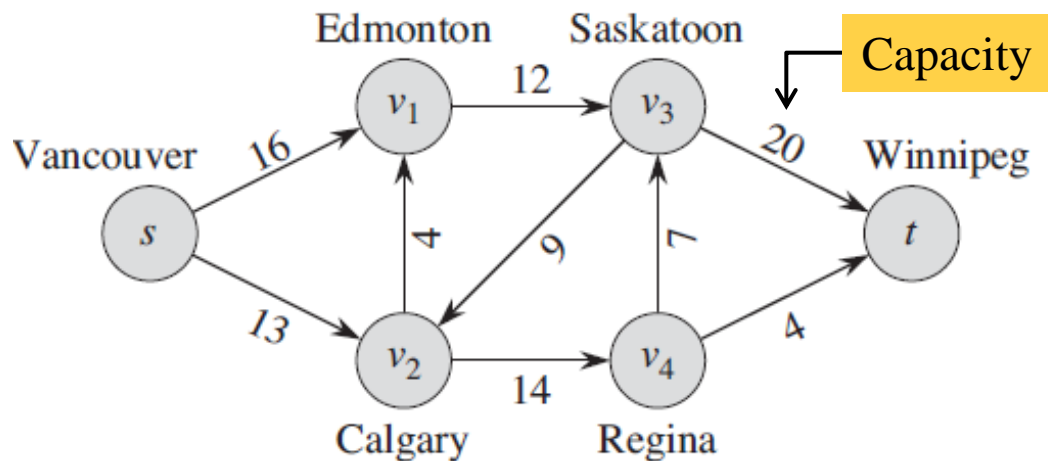 Edmonton
Saskatoon
Capacity
12
v1
v3
Vancouver
16
20
Winnipeg
s
4
9
7
t
13
4
v2
14
v4
Calgary
Regina